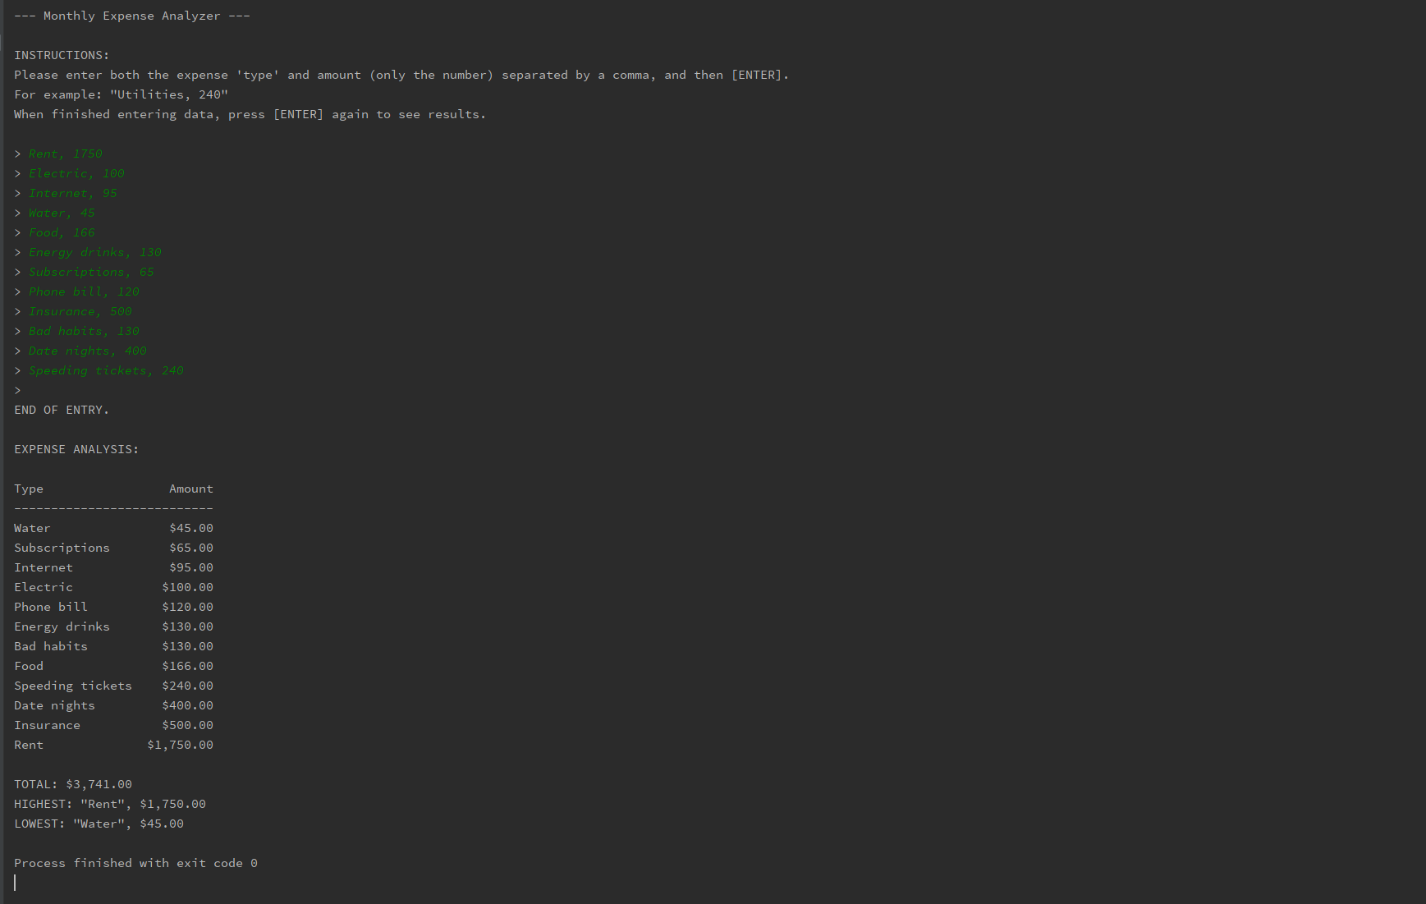 --- Monthly Expense Analyzer ---
INSTRUCTIONS:
Please enter both the expense 'type' and amount (only the number) separated by a comma, and then [ENTER].
For example: "Utilities, 240"
When finished entering data, press [ENTER] again to see results.
> Rent, 1750
> Electric, 100
> Internet, 95
> Water, 45
> Food, 166
> Energy drinks, 130
> Subscriptions, 65
> Phone bill, 120
> Insurance, 500
> Bad habits, 130
> Date nights, 400
> Speeding tickets, 240
>
END OF ENTRY.
EXPENSE ANALYSIS:
Type Amount
---------------------------
Water $45.00
Subscriptions $65.00
Internet $95.00
Electric $100.00
Phone bill $120.00
Energy drinks $130.00
Bad habits $130.00
Food $166.00
Speeding tickets $240.00
Date nights $400.00
Insurance $500.00
Rent $1,750.00
TOTAL: $3,741.00
HIGHEST: "Rent", $1,750.00
LOWEST: "Water", $45.00
Process finished with exit code 0